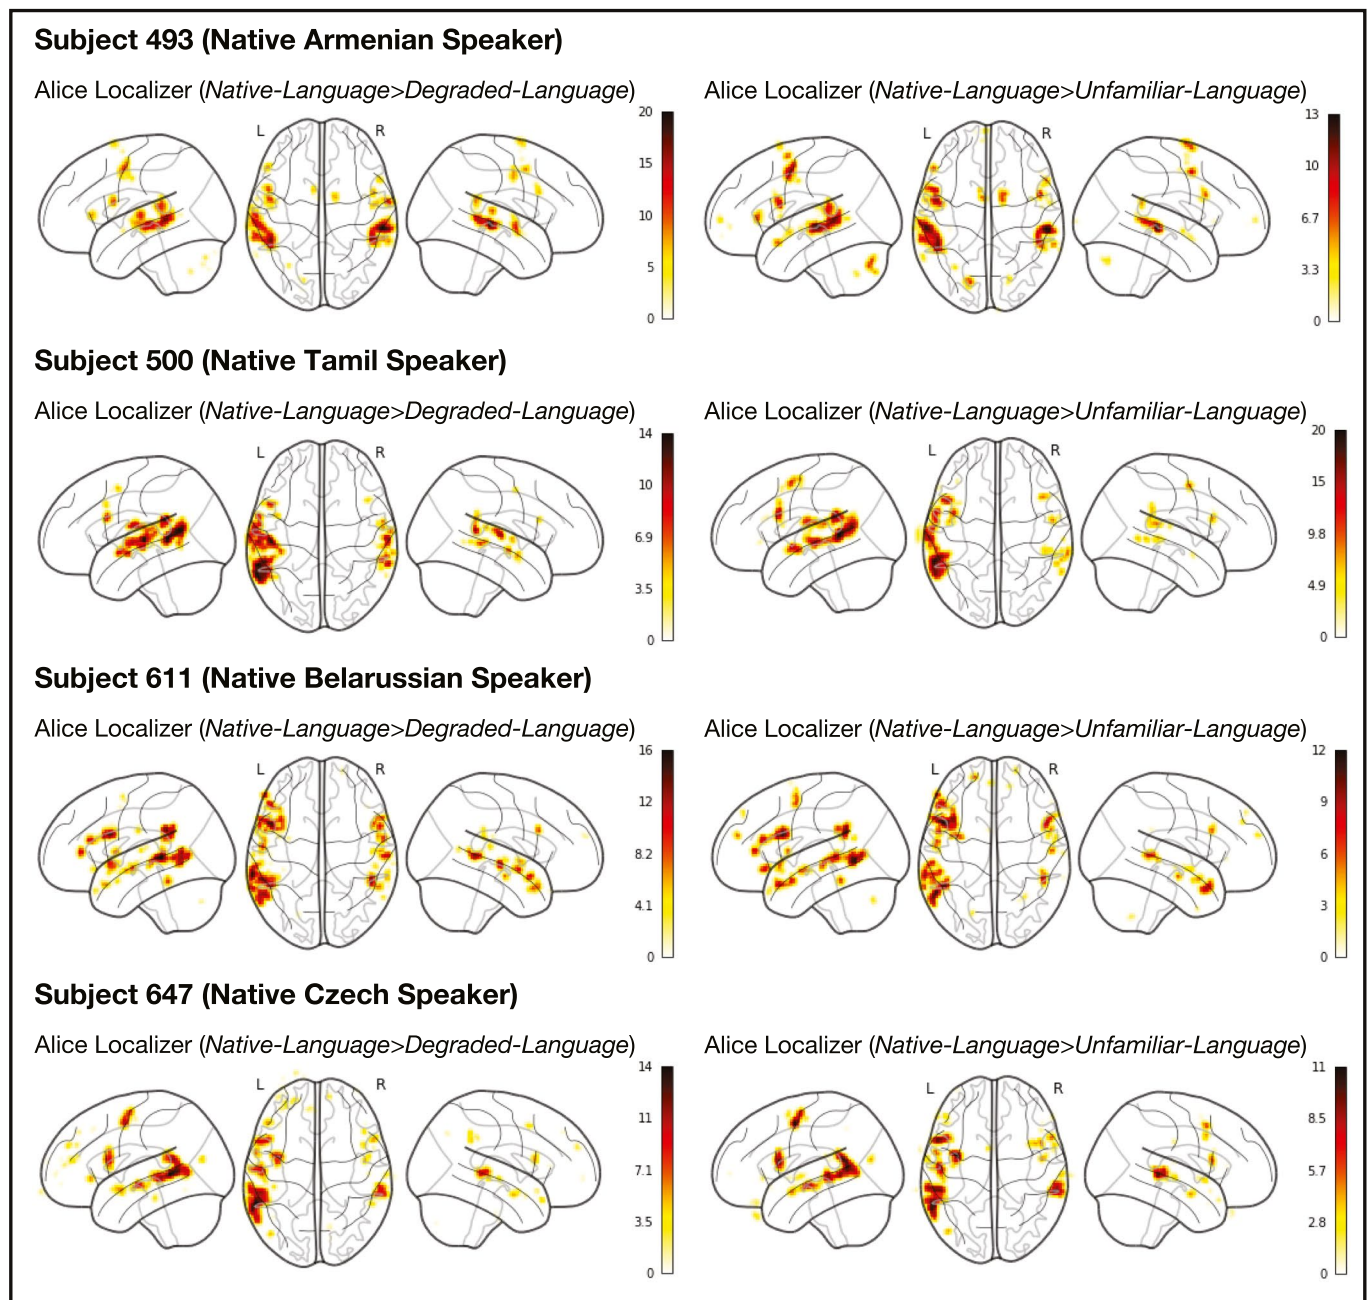 Subject 493 (Native Armenian Speaker)
Alice Localizer (Native-Language>Degraded-Language)
L
R
20
15
10
5
0
Alice Localizer (Native-Language>Unfamiliar-Language)
L
R
13
10
6.7
3.3
0
Subject 500 (Native Tamil Speaker)
Alice Localizer (Native-Language>Degraded-Language)
L
R
14
10
6.9
3.5
0
Alice Localizer (Native-Language>Unfamiliar-Language)
L
R
20
15
9.8
4.9
0
Subject 611 (Native Belarussian Speaker)
Alice Localizer (Native-Language>Degraded-Language)
L
R
16
12
8.2
4.1
0
Alice Localizer (Native-Language>Unfamiliar-Language)
L
R
12
9
6
3
0
Subject 647 (Native Czech Speaker)
Alice Localizer (Native-Language>Degraded-Language)
L
R
14
11
7.1
3.5
0
Alice Localizer (Native-Language>Unfamiliar-Language)
L
R
11
8.5
5.7
2.8
0